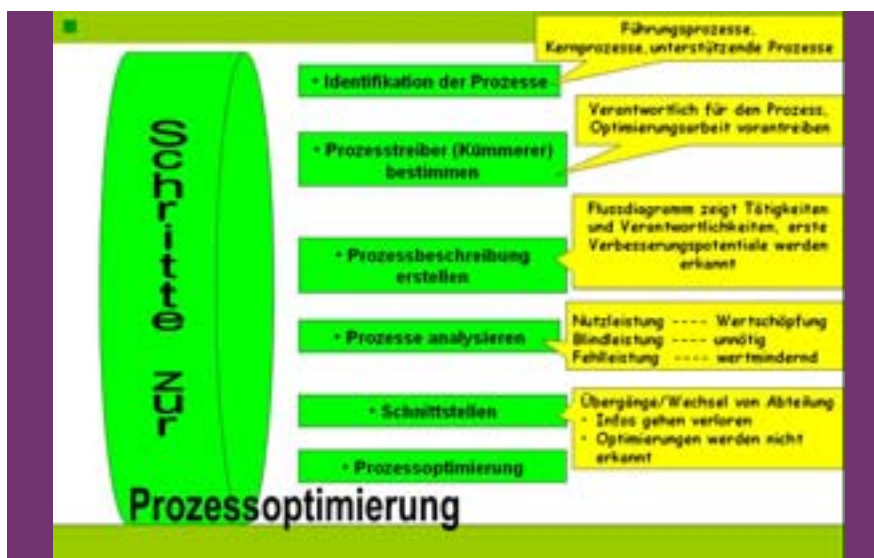 Schritte zur
Prozessoptimierung
• Identifikation der Prozesse
Führungsprozesse,
Kernprozesse, unterstützende Prozesse
• Prozesstreiber (Kümmerer)
bestimmen
Verantwortlich für den Prozess,
Optimierungsarbeit vorantreiben
• Prozessbeschreibung
erstellen
Flussdiagramm zeigt Tätigkeiten
und Verantwortlichkeiten, erste
Verbesserungspotentiale werden
erkannt
• Prozesse analysieren
Nutzleistung ---- Wertschöpfung
Blindleistung ---- unnötig
Fehlleistung ---- wertmindernd
• Schnittstellen
Übergänge/Wechsel von Abteilung
• Infos gehen verloren
• Optimierungen werden nicht
erkannt
• Prozessoptimierung